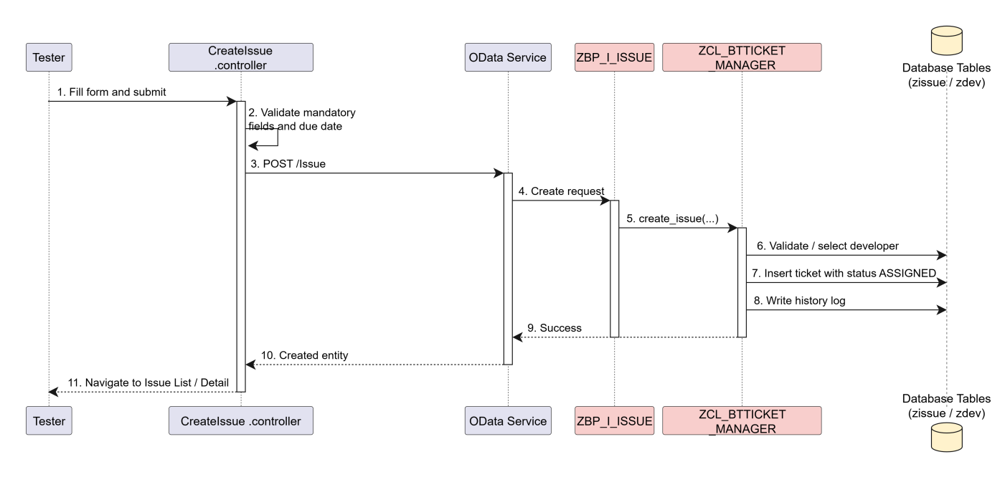 Tester
CreateIssue
.controller
OData Service
ZBP_I_ISSUE
ZCL_BTTICKET
_MANAGER
Database Tables
(zissue / zdev)
1. Fill form and submit
2. Validate mandatory
fields and due date
3. POST /Issue
4. Create request
5. create_issue(...)
6. Validate / select developer
7. Insert ticket with status ASSIGNED
8. Write history log
9. Success
10. Created entity
11. Navigate to Issue List / Detail
Tester
CreateIssue .controller
OData Service
ZBP_I_ISSUE
ZCL_BTTICKET
_MANAGER
Database Tables
(zissue / zdev)